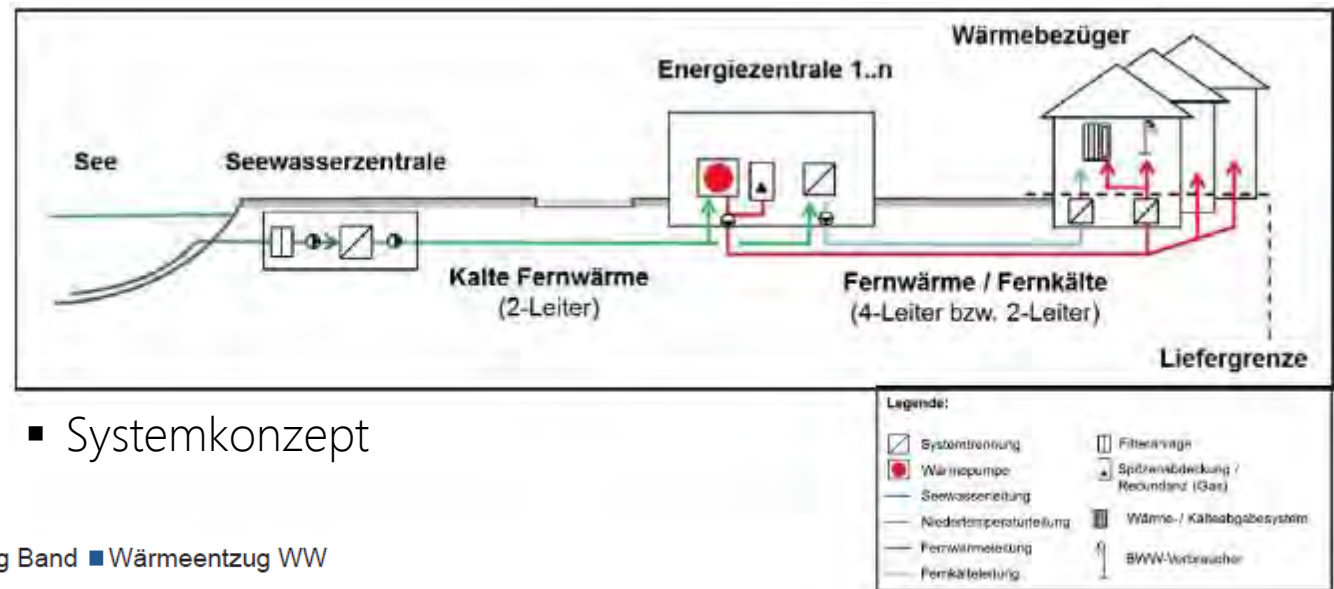 Wärmebezüger
Energiezentrale 1..n
See
Seewasserzentrale
Kalte Fernwärme
(2-Leiter)
Fernwärme / Fernkälte
(4-Leiter bzw. 2-Leiter)
Liefergrenze
▪ Systemkonzept
g Band ■ Wärmeentzug WW
Legende:
Systemtrennung
Wärmepumpe
Seewasserleitung
Niedertemperaturleitung
Fernwärmeleitung
Fernkälteleitung
Filteranlage
Spitzenabdeckung /
Redundanz (Gas)
Wärme- / Kälteabgabesystem
BWW-Verbraucher